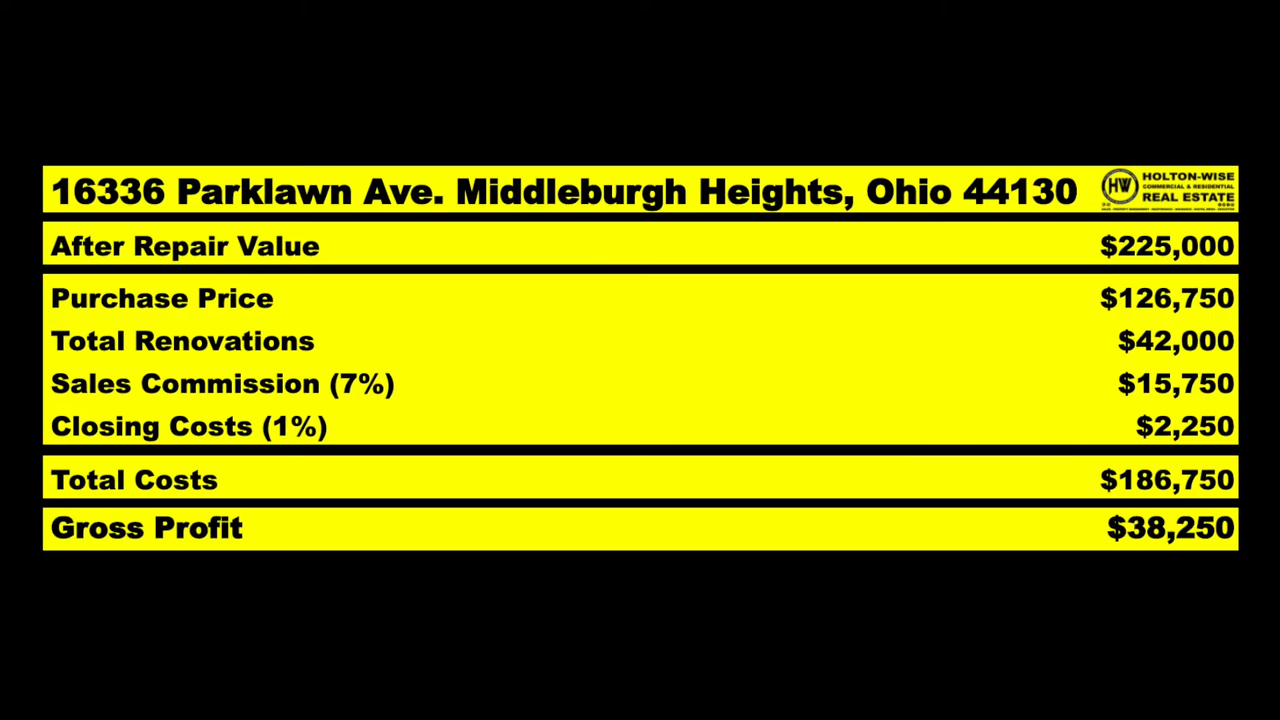 16336 Parklawn Ave. Middleburgh Heights, Ohio 44130
HW
HOLTON-WISE
COMMERCIAL & RESIDENTIAL
REAL ESTATE
After Repair Value $225,000
Purchase Price $126,750
Total Renovations $42,000
Sales Commission (7%) $15,750
Closing Costs (1%) $2,250
Total Costs $186,750
Gross Profit $38,250